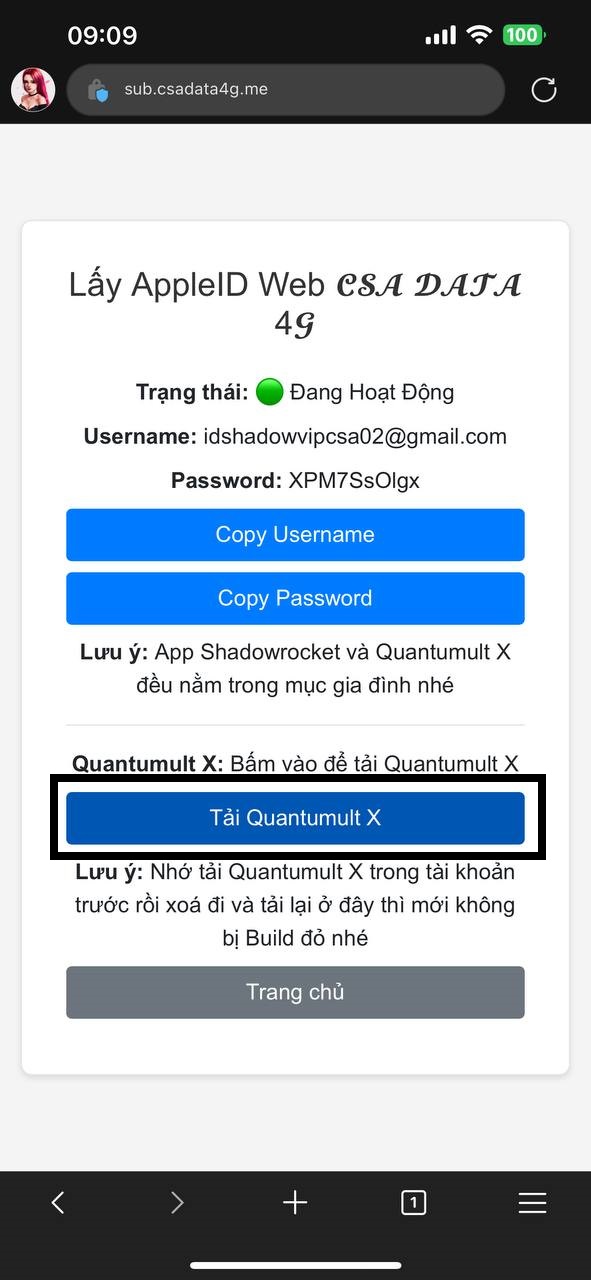 09:09
100
sub.csadata4g.me
Lấy AppleID Web 𝓒𝓢𝓐 𝓓𝓐𝓣𝓐
4𝓖
Trạng thái: 🟢 Đang Hoạt Động
Username: idshadowvipcsa02@gmail.com
Password: XPM7SsOlgx
Copy Username
Copy Password
Lưu ý: App Shadowrocket và Quantumult X
đều nằm trong mục gia đình nhé
Quantumult X: Bấm vào để tải Quantumult X
Tải Quantumult X
Lưu ý: Nhớ tải Quantumult X trong tài khoản
trước rồi xoá đi và tải lại ở đây thì mới không
bị Build đỏ nhé
Trang chủ
1